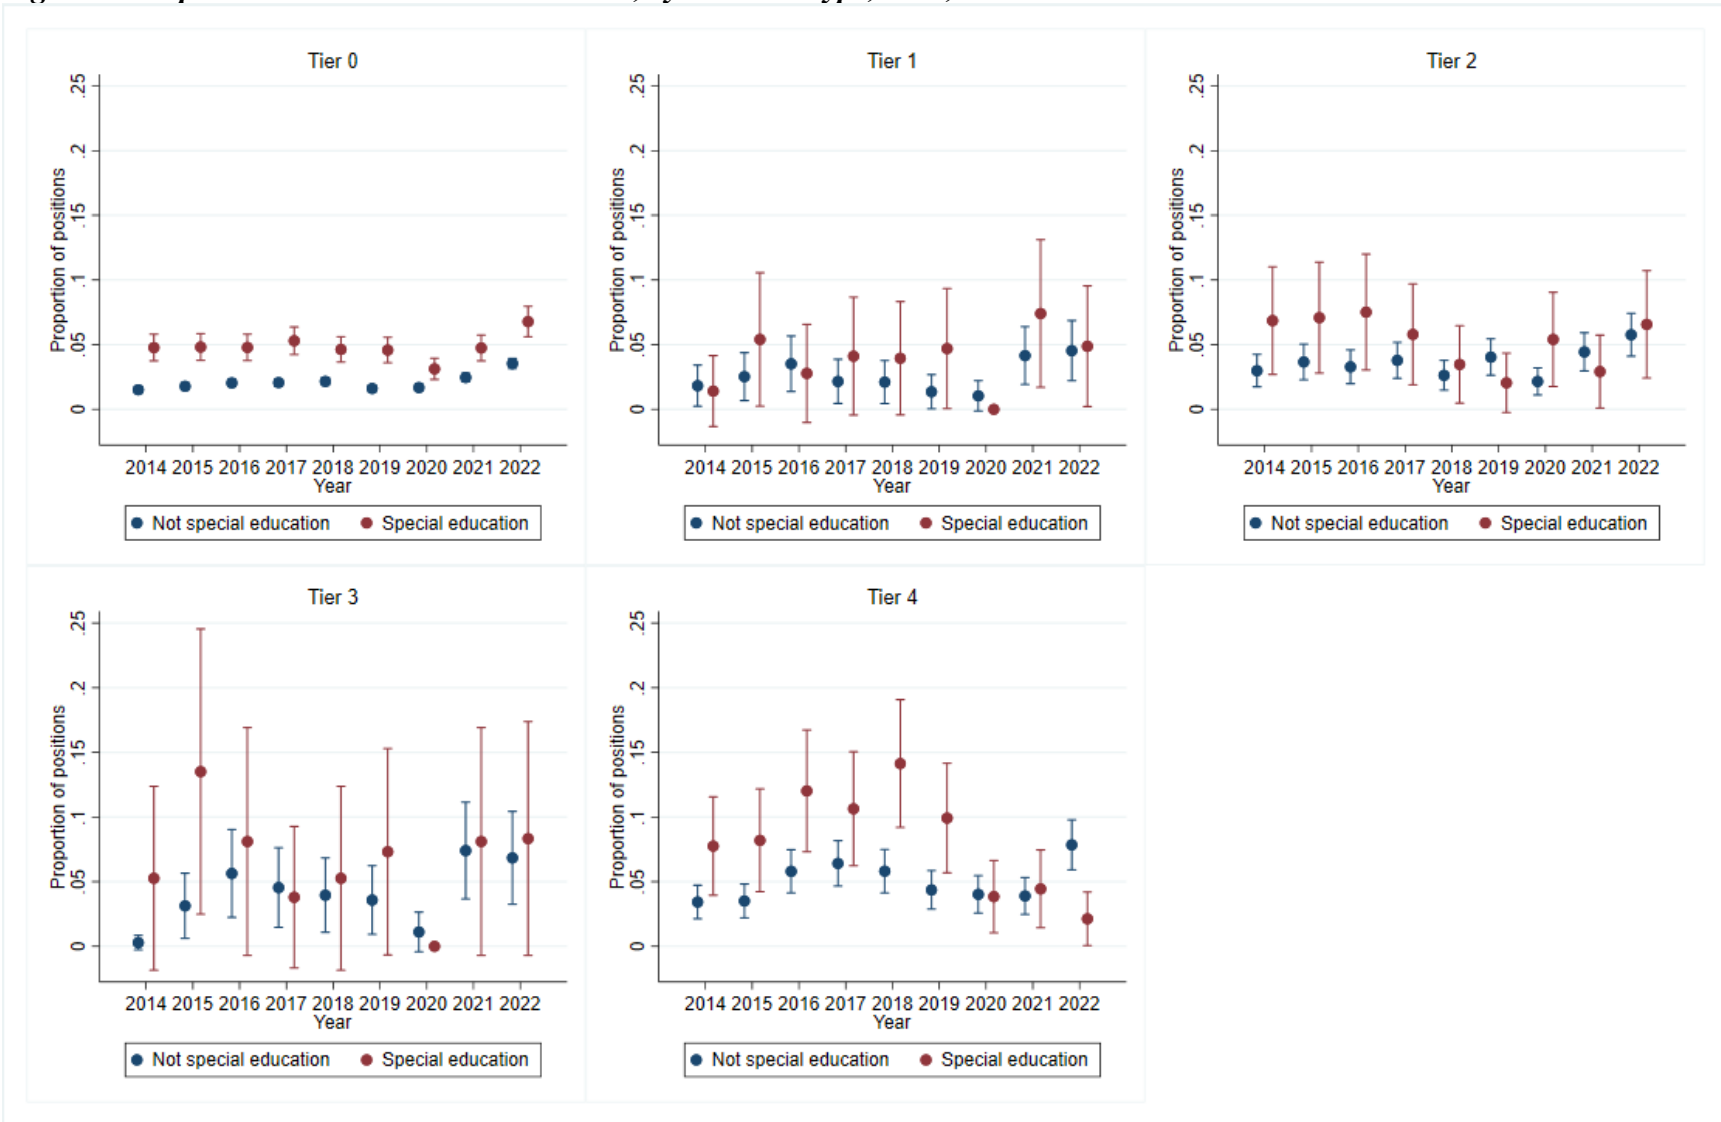 Tier 0
Proportion of positions
.25
.2
.15
.1
.05
0
2014 2015 2016 2017 2018 2019 2020 2021 2022
Year
Not special education Special education
Tier 1
Proportion of positions
.25
.2
.15
.1
.05
0
2014 2015 2016 2017 2018 2019 2020 2021 2022
Year
Not special education Special education
Tier 2
Proportion of positions
.25
.2
.15
.1
.05
0
2014 2015 2016 2017 2018 2019 2020 2021 2022
Year
Not special education Special education
Tier 3
Proportion of positions
.25
.2
.15
.1
.05
0
2014 2015 2016 2017 2018 2019 2020 2021 2022
Year
Not special education Special education
Tier 4
Proportion of positions
.25
.2
.15
.1
.05
0
2014 2015 2016 2017 2018 2019 2020 2021 2022
Year
Not special education Special education